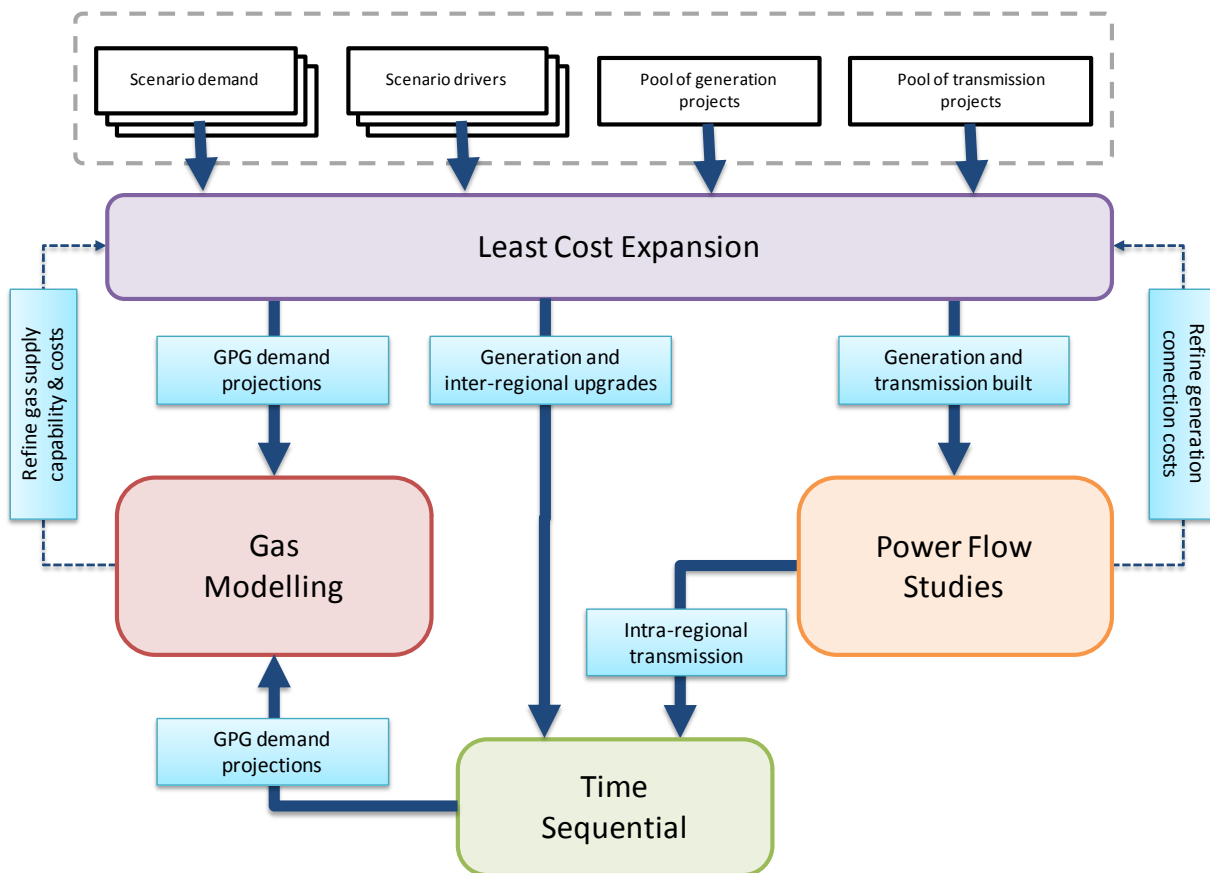 Scenario demand
Scenario drivers
Pool of generation
projects
Pool of transmission
projects
Least Cost Expansion
Refine gas supply
capability & costs
GPG demand
projections
Generation and
inter-regional upgrades
Generation and
transmission built
Refine generation
connection costs
Gas
Modelling
Power Flow
Studies
Intra-regional
transmission
GPG demand
projections
Time
Sequential